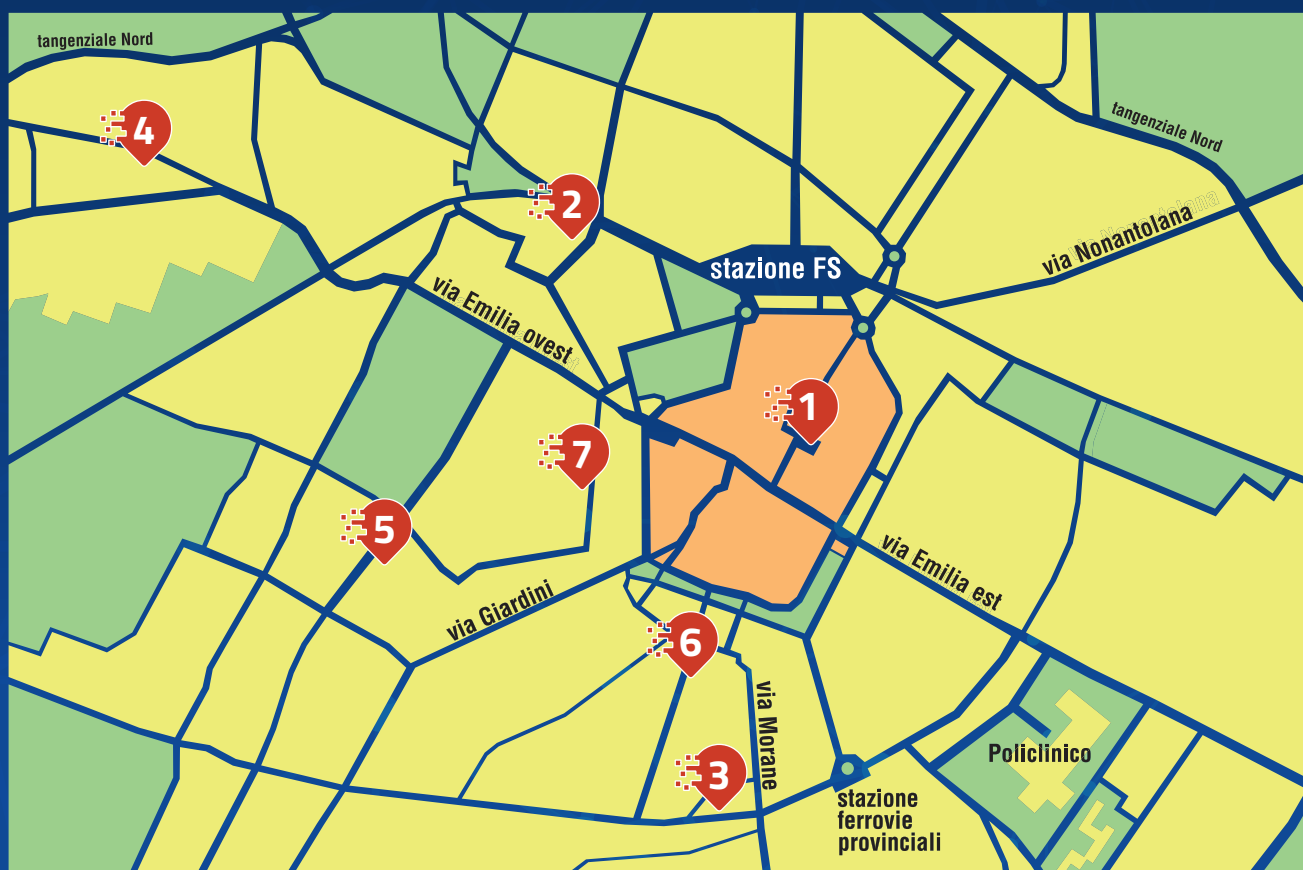 tangenziale Nord
4
tangenziale Nord
2
via Nonantolana
stazione FS
via Emilia ovest
1
7
5
via Emilia est
via Giardini
6
via Morane
3
Policlinico
stazione
ferrovie
provinciali